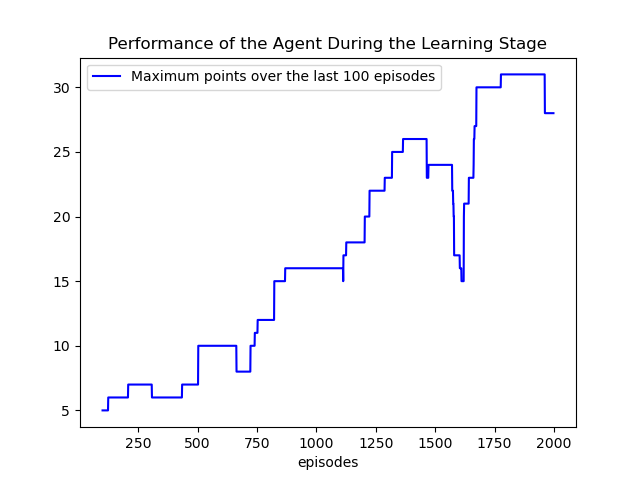 Performance of the Agent During the Learning Stage
Maximum points over the last 100 episodes
30
25
20
15
10
5
250 500 750 1000 1250 1500 1750 2000
episodes